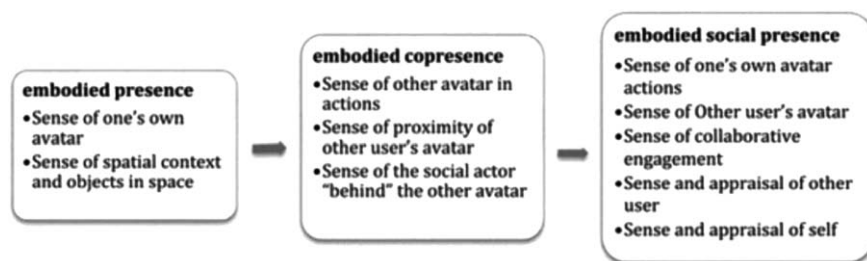 embodied presence
•Sense of one's own
avatar
•Sense of spatial context
and objects in space
embodied copresence
•Sense of other avatar in
actions
•Sense of proximity of
other user's avatar
•Sense of the social actor
"behind" the other avatar
embodied social presence
•Sense of one's own avatar
actions
•Sense of Other user's avatar
•Sense of collaborative
engagement
•Sense and appraisal of other
user
•Sense and appraisal of self